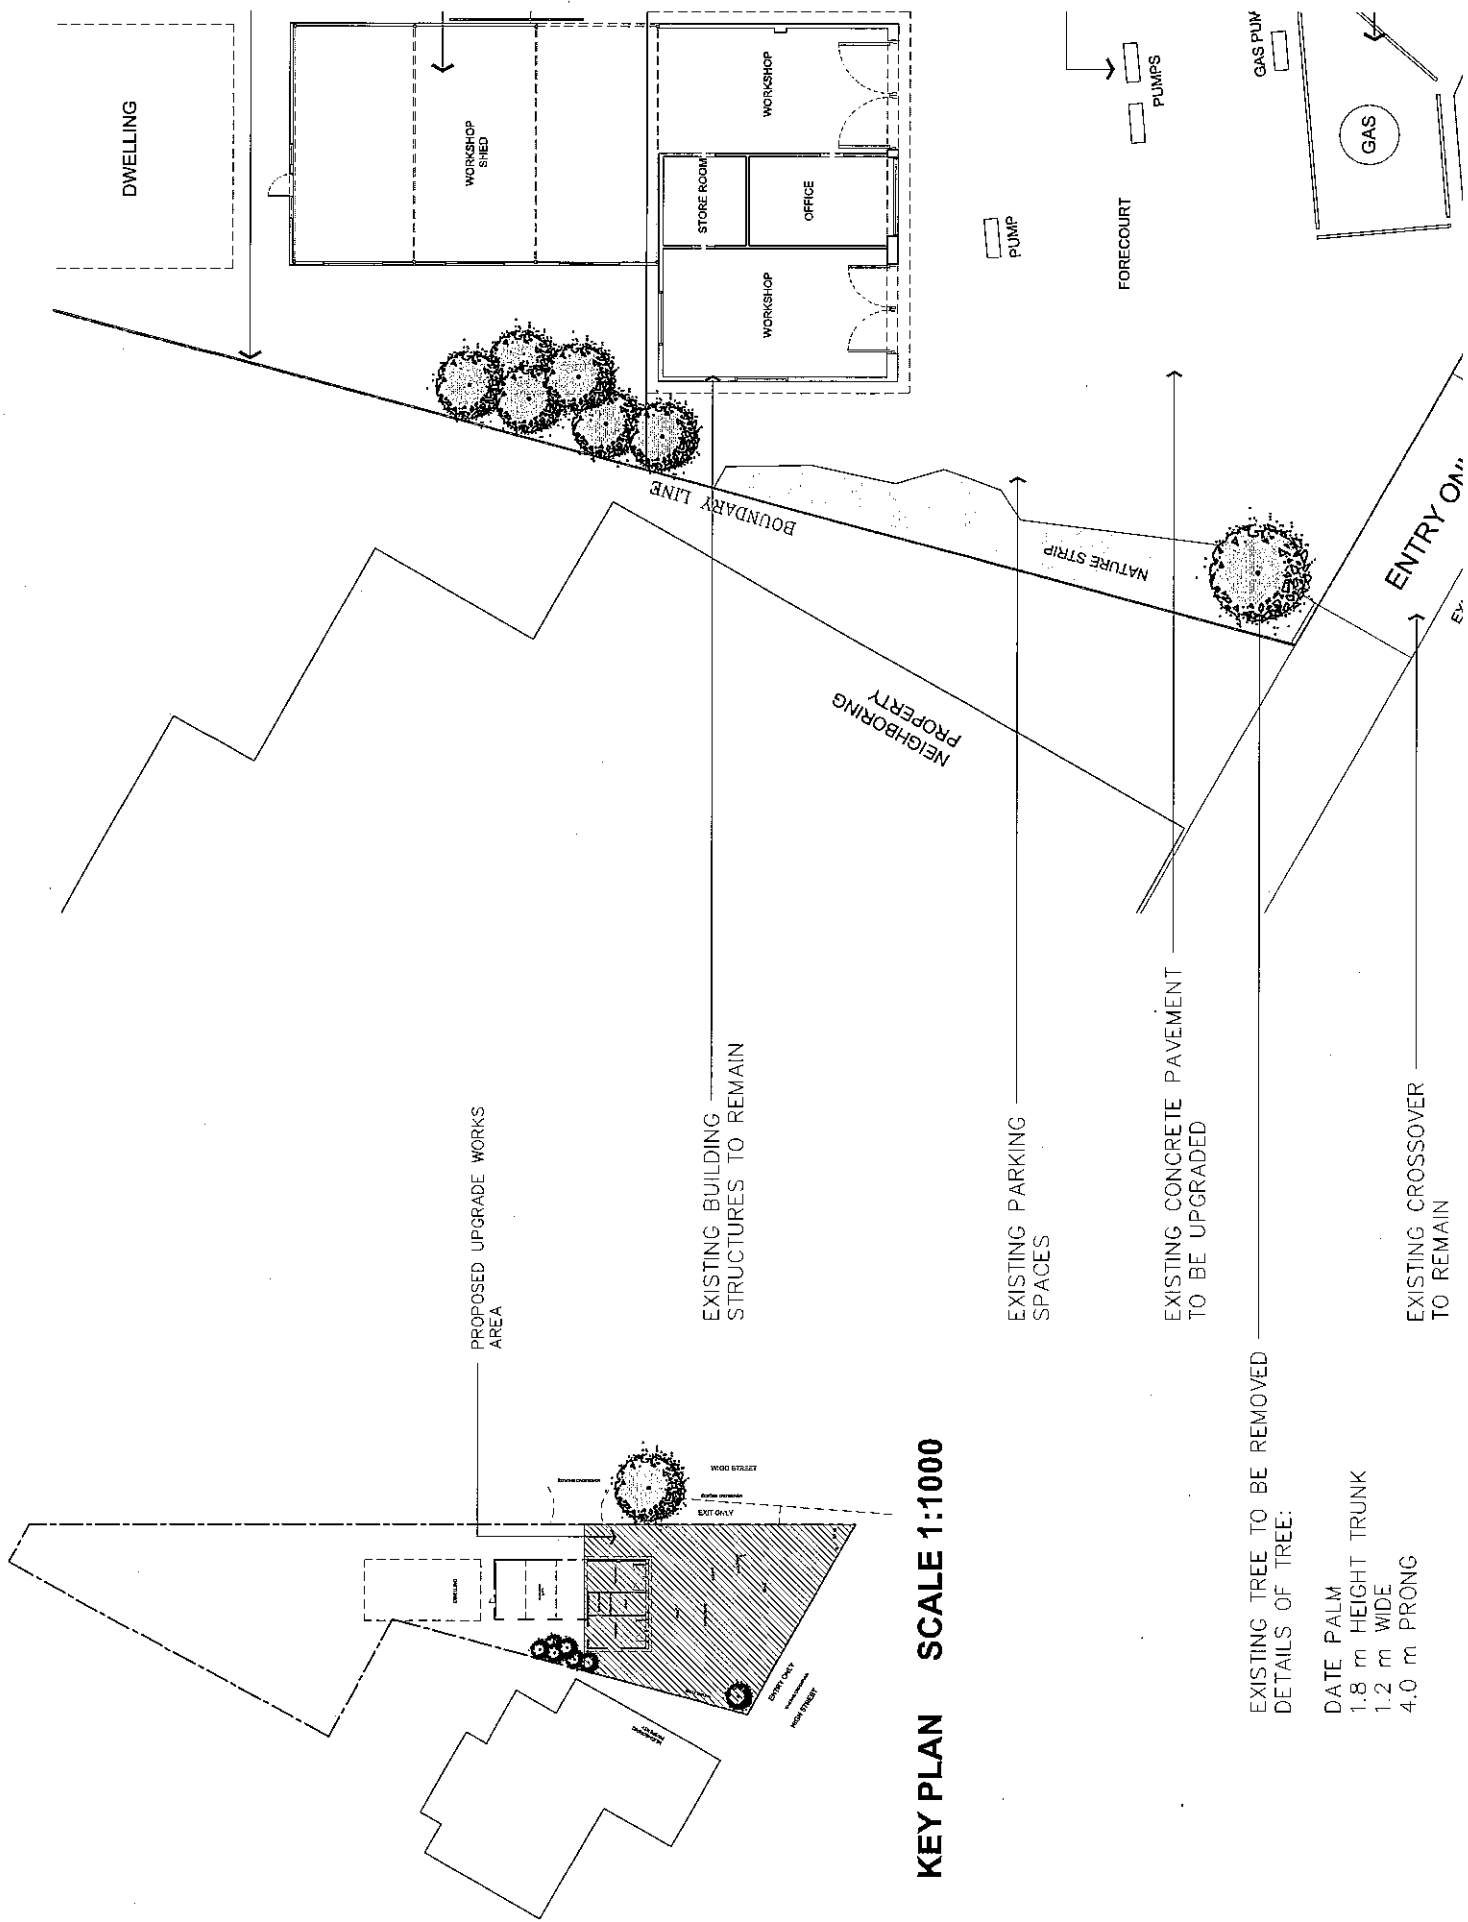 DWELLING
WORKSHOP
SHED
WORKSHOP
STORE ROOM
OFFICE
WORKSHOP
PUMPS
PUMP
FORECOURT
GAS
GAS PUM
BOUNDARY LINE
NATURE STRIP
NEIGHBORING
PROPERTY
ENTRY ONL
PROPOSED UPGRADE WORKS
AREA
EXISTING BUILDING
STRUCTURES TO REMAIN
EXISTING PARKING
SPACES
EXISTING CONCRETE PAVEMENT
TO BE UPGRADED
EXISTING TREE TO BE REMOVED
DETAILS OF TREE:
DATE PALM
1.8 m HEIGHT TRUNK
1.2 m WIDE
4.0 m PRONG
EXISTING CROSSOVER
TO REMAIN
DWELLING
EXIT ONLY
ENTRY ONLY
HIGH STREET
KEY PLAN SCALE 1:1000